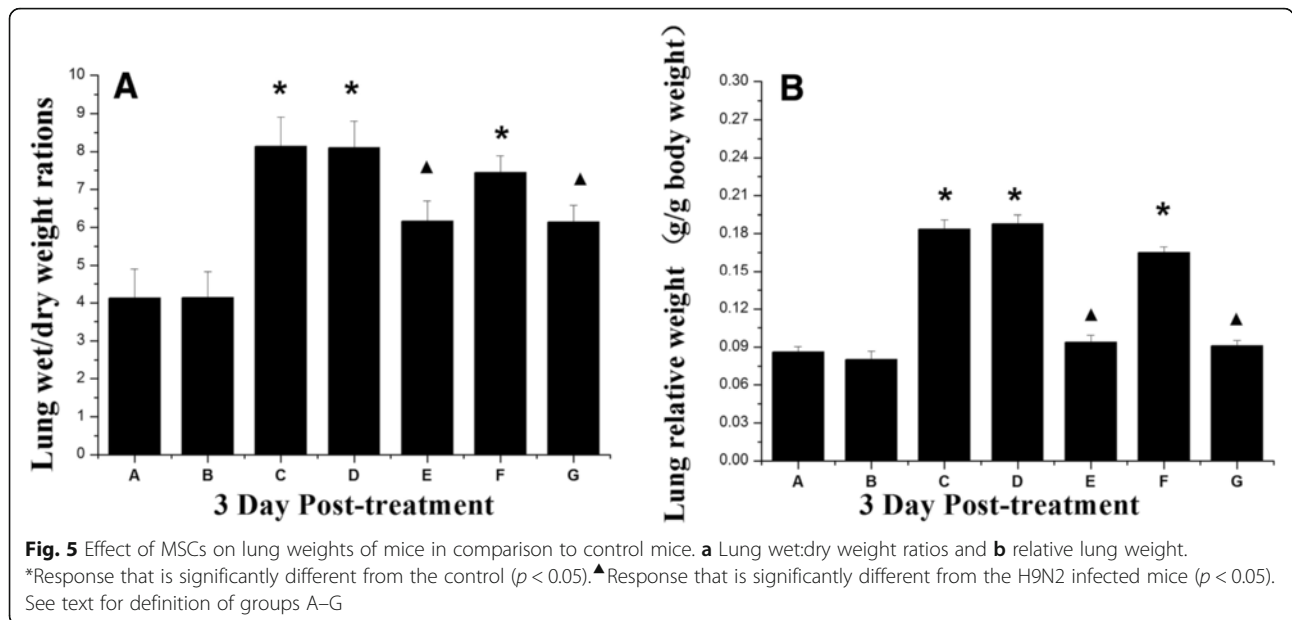 A
Lung wet/dry weight rations
10
9
8
7
6
5
4
3
2
1
0
* * ▲ * ▲
A B C D E F G
3 Day Post-treatment
B
Lung relative weight (g/g body weight)
0.30
0.27
0.24
0.21
0.18
0.15
0.12
0.09
0.06
0.03
0.00
* * ▲ * ▲
A B C D E F G
3 Day Post-treatment
Fig. 5 Effect of MSCs on lung weights of mice in comparison to control mice. a Lung wet:dry weight ratios and b relative lung weight.
*Response that is significantly different from the control (p < 0.05). ▲Response that is significantly different from the H9N2 infected mice (p < 0.05).
See text for definition of groups A–G